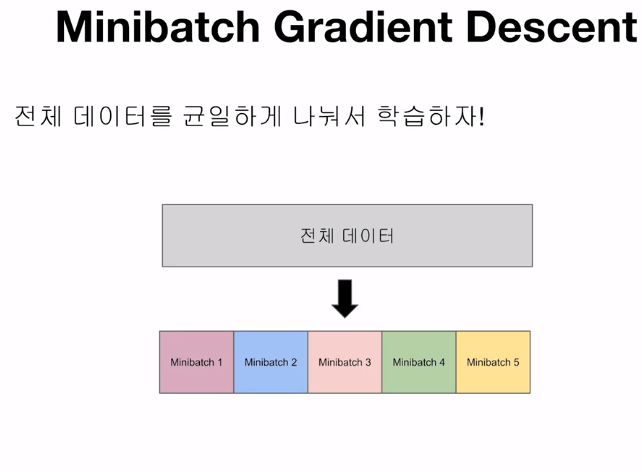 Minibatch Gradient Descent
전체 데이터를 균일하게 나눠서 학습하자!
전체 데이터
Minibatch 1 Minibatch 2 Minibatch 3 Minibatch 4 Minibatch 5